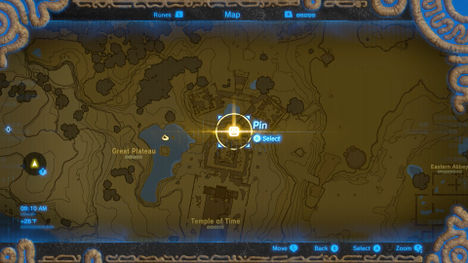 Runes
Map
Pin
Select
Great Plateau
Eastern Abbey
09:10 AM
Temple of Time
Move
Back
Select
Zoom